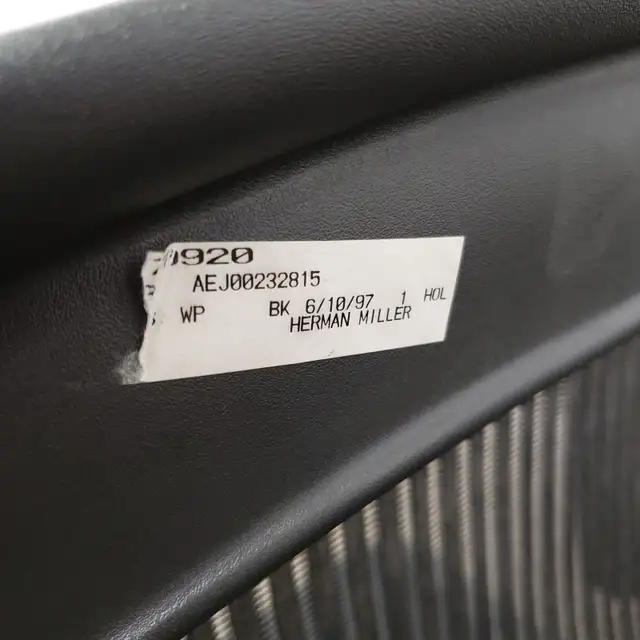 0920
AEJ00232815
WP BK 6/10/97 1 HOL
HERMAN MILLER